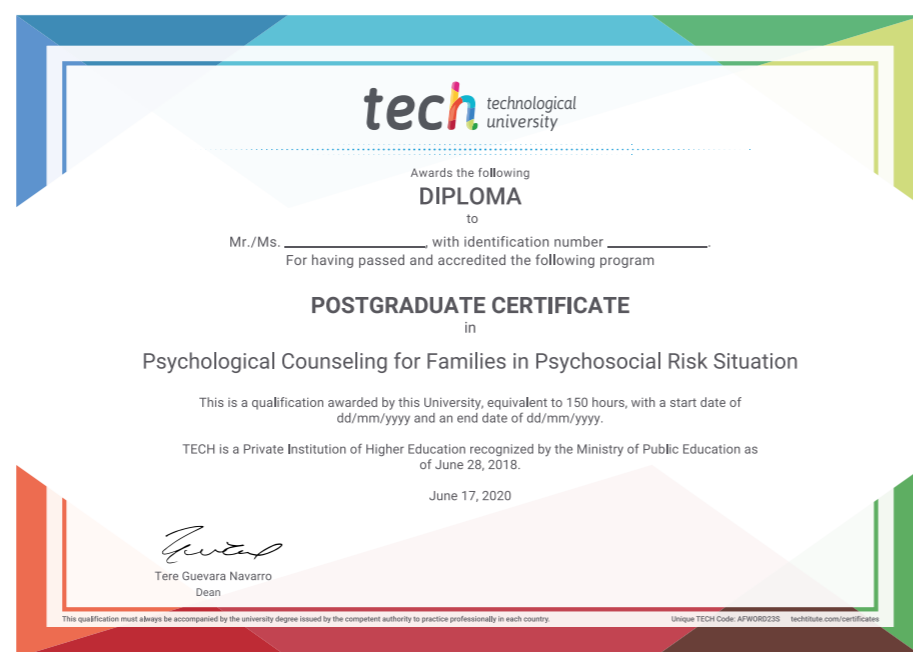 tech technological
university
Awards the following
DIPLOMA
to
Mr./Ms. ____________________, with identification number ______________.
For having passed and accredited the following program
POSTGRADUATE CERTIFICATE
in
Psychological Counseling for Families in Psychosocial Risk Situation
This is a qualification awarded by this University, equivalent to 150 hours, with a start date of
dd/mm/yyyy and an end date of dd/mm/yyyy.
TECH is a Private Institution of Higher Education recognized by the Ministry of Public Education as
of June 28, 2018.
June 17, 2020
Tere Guevara Navarro
Dean
This qualification must always be accompanied by the university degree issued by the competent authority to practice professionally in each country. Unique TECH Code: AFWORD23S techtitute.com/certificates